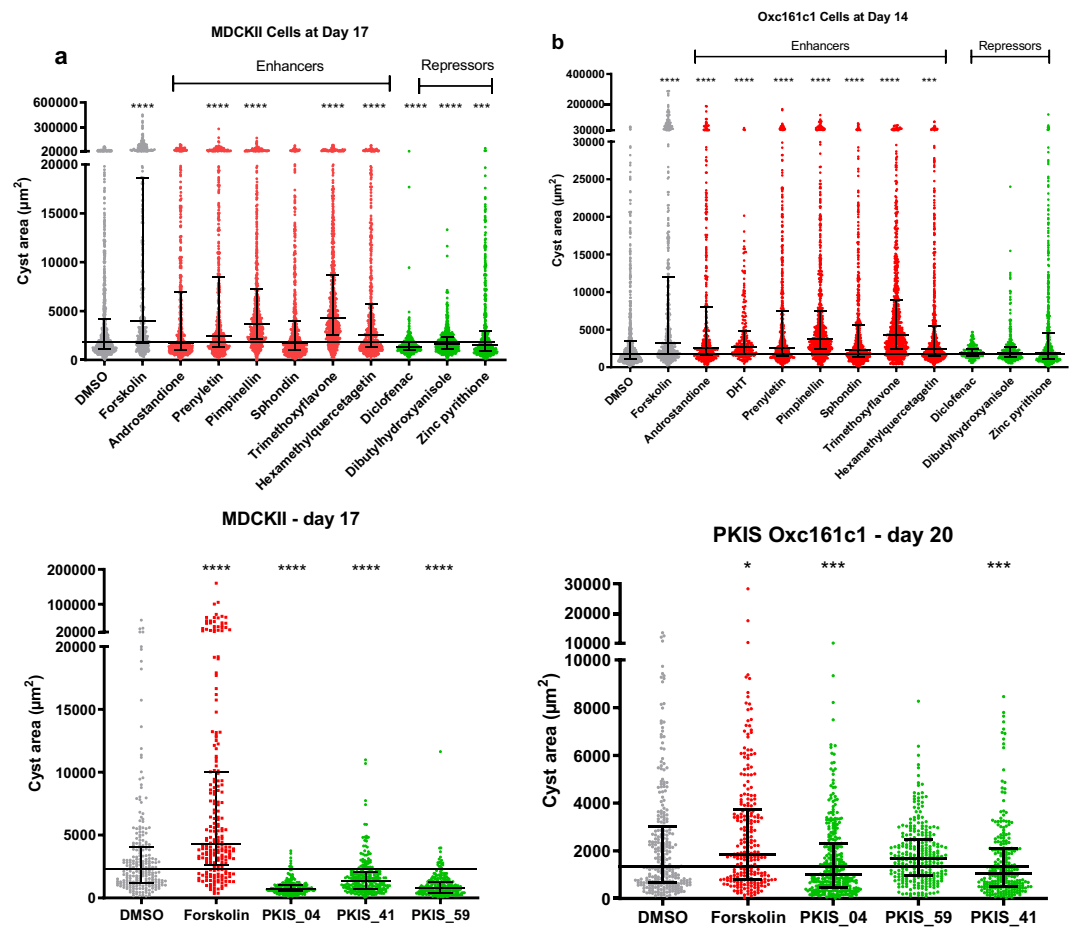 MDCKII Cells at Day 17
a
Enhancers
Repressors
**** **** **** **** **** **** **** ***
600000
300000
20000
20000
15000
10000
5000
0
Cyst area (µm²)
DMSO
Forskolin
Androstandione
Prenyletin
Pimpinellin
Sphondin
Trimethoxyflavone
Hexamethylquercetagetin
Diclofenac
Dibutylhydroxyanisole
Zinc pyrithione
Oxc161c1 Cells at Day 14
b
Enhancers
Repressors
**** **** **** **** **** **** **** ***
400000
200000
30000
30000
25000
20000
15000
10000
5000
0
Cyst area (µm²)
DMSO
Forskolin
Androstandione
DHT
Prenyletin
Pimpinellin
Sphondin
Trimethoxyflavone
Hexamethylquercetagetin
Diclofenac
Dibutylhydroxyanisole
Zinc pyrithione
MDCKII - day 17
**** **** **** ****
200000
100000
20000
20000
15000
10000
5000
0
Cyst area (µm²)
DMSO Forskolin PKIS_04 PKIS_41 PKIS_59
PKIS Oxc161c1 - day 20
* *** ***
30000
20000
10000
10000
8000
6000
4000
2000
0
Cyst area (µm²)
DMSO Forskolin PKIS_04 PKIS_59 PKIS_41